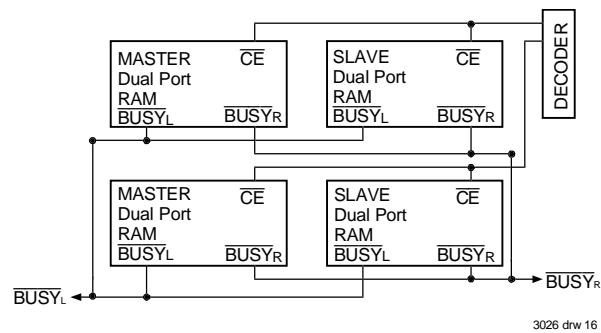 MASTER CE
Dual Port
RAM
BUSYL BUSYR
SLAVE CE
Dual Port
RAM
BUSYL BUSYR
DECODER
MASTER CE
Dual Port
RAM
BUSYL BUSYR
SLAVE CE
Dual Port
RAM
BUSYL BUSYR
BUSYL
BUSYR
3026 drw 16